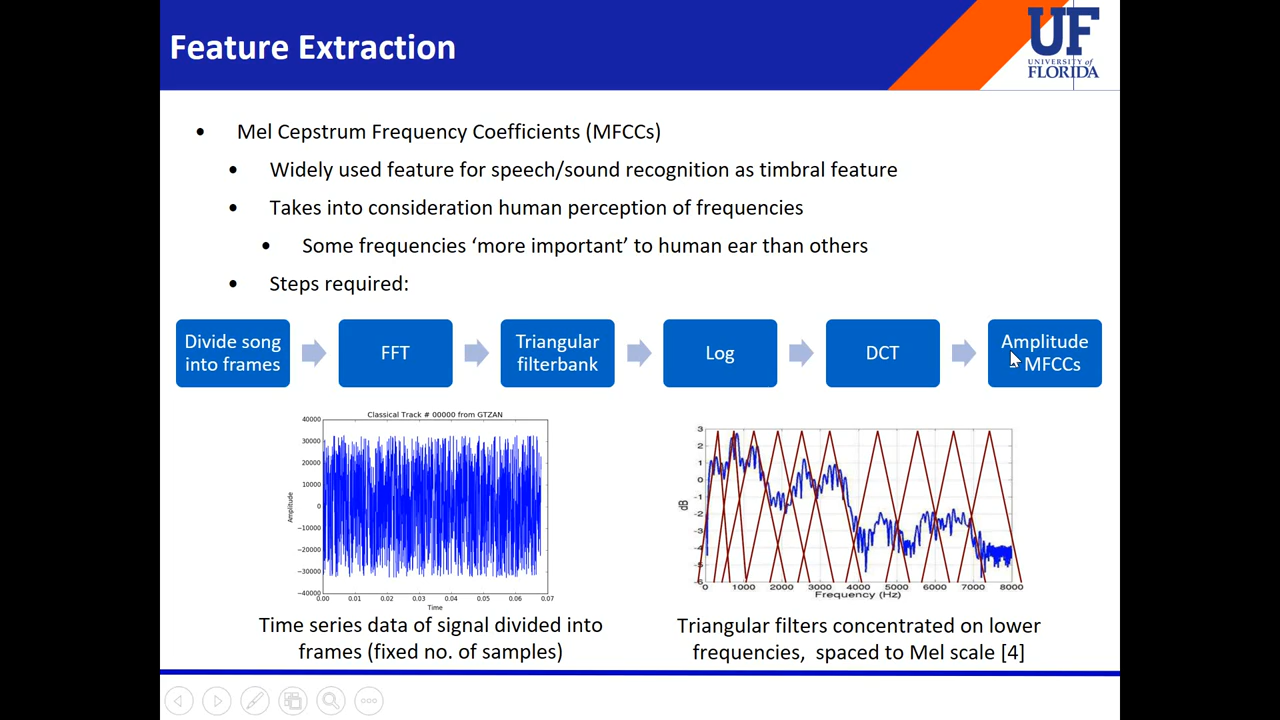 Feature Extraction
UF
UNIVERSITY of
FLORIDA
• Mel Cepstrum Frequency Coefficients (MFCCs)
• Widely used feature for speech/sound recognition as timbral feature
• Takes into consideration human perception of frequencies
• Some frequencies ‘more important’ to human ear than others
• Steps required:
Divide song
into frames
FFT
Triangular
filterbank
Log
DCT
Amplitude
MFCCs
Classical Track # 00000 from GTZAN
40000
30000
20000
10000
0
−10000
−20000
−30000
−40000
Amplitude
0.00 0.01 0.02 0.03 0.04 0.05 0.06 0.07
Time
3
2
1
0
-1
-2
-3
-4
-5
-6
dB
0 1000 2000 3000 4000 5000 6000 7000 8000
Frequency (Hz)
Time series data of signal divided into
frames (fixed no. of samples)
Triangular filters concentrated on lower
frequencies, spaced to Mel scale [4]